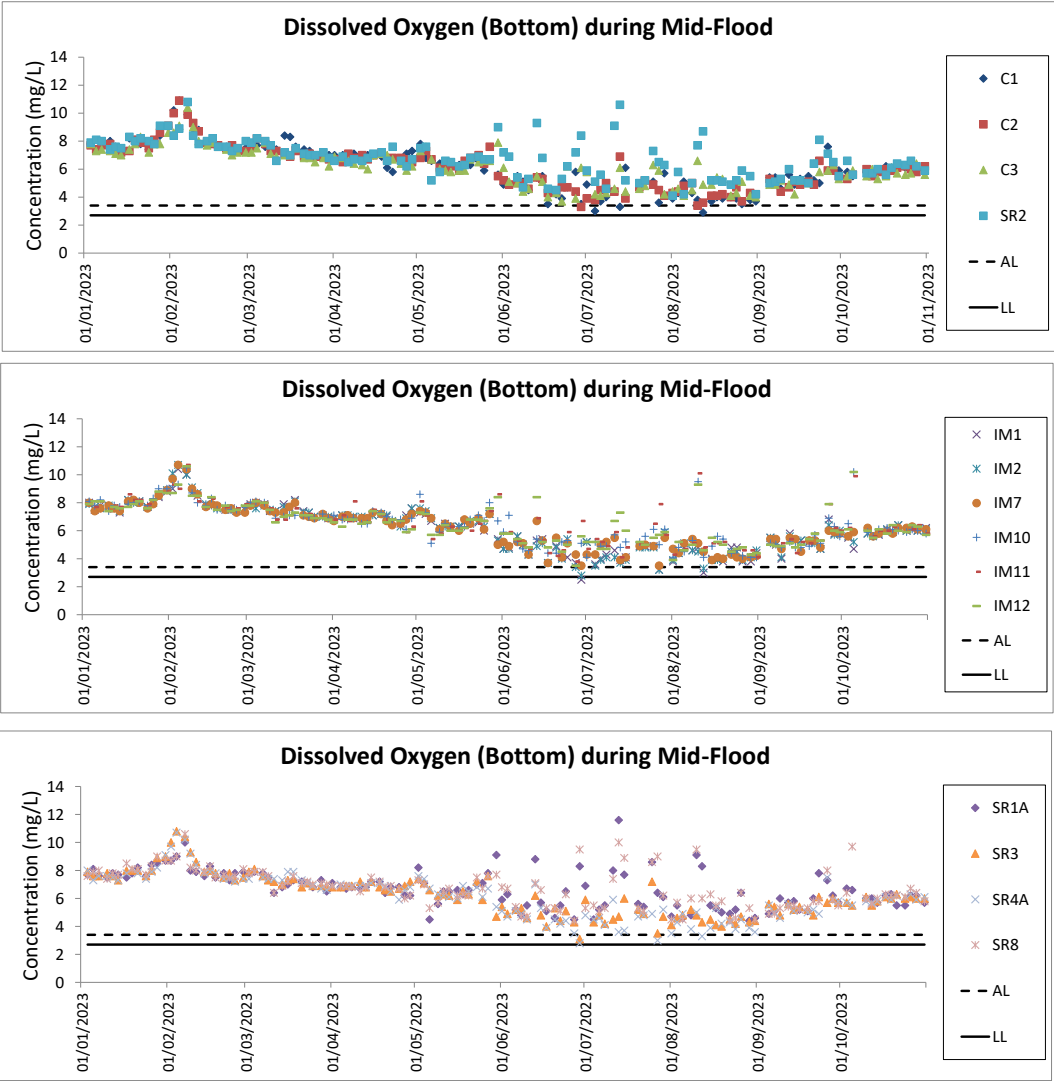 Dissolved Oxygen (Bottom) during Mid-Flood
Concentration (mg/L)
14
12
10
8
6
4
2
0
01/01/2023
01/02/2023
01/03/2023
01/04/2023
01/05/2023
01/06/2023
01/07/2023
01/08/2023
01/09/2023
01/10/2023
01/11/2023
C1
C2
C3
SR2
AL
LL
Dissolved Oxygen (Bottom) during Mid-Flood
Concentration (mg/L)
14
12
10
8
6
4
2
0
01/01/2023
01/02/2023
01/03/2023
01/04/2023
01/05/2023
01/06/2023
01/07/2023
01/08/2023
01/09/2023
01/10/2023
IM1
IM2
IM7
IM10
IM11
IM12
AL
LL
Dissolved Oxygen (Bottom) during Mid-Flood
Concentration (mg/L)
14
12
10
8
6
4
2
0
01/01/2023
01/02/2023
01/03/2023
01/04/2023
01/05/2023
01/06/2023
01/07/2023
01/08/2023
01/09/2023
01/10/2023
SR1A
SR3
SR4A
SR8
AL
LL